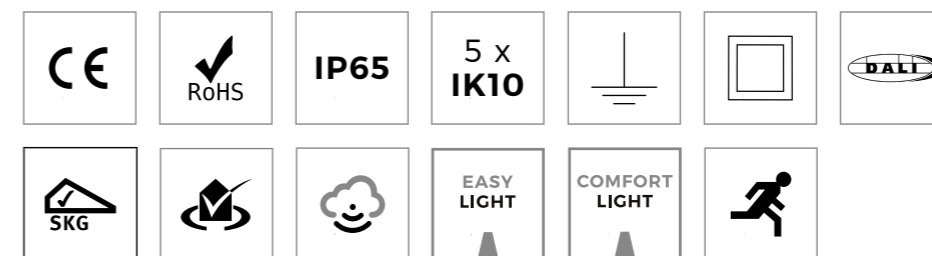 CE
RoHS
IP65
5 x
IK10
DALI
SKG
EASY
LIGHT
COMFORT
LIGHT